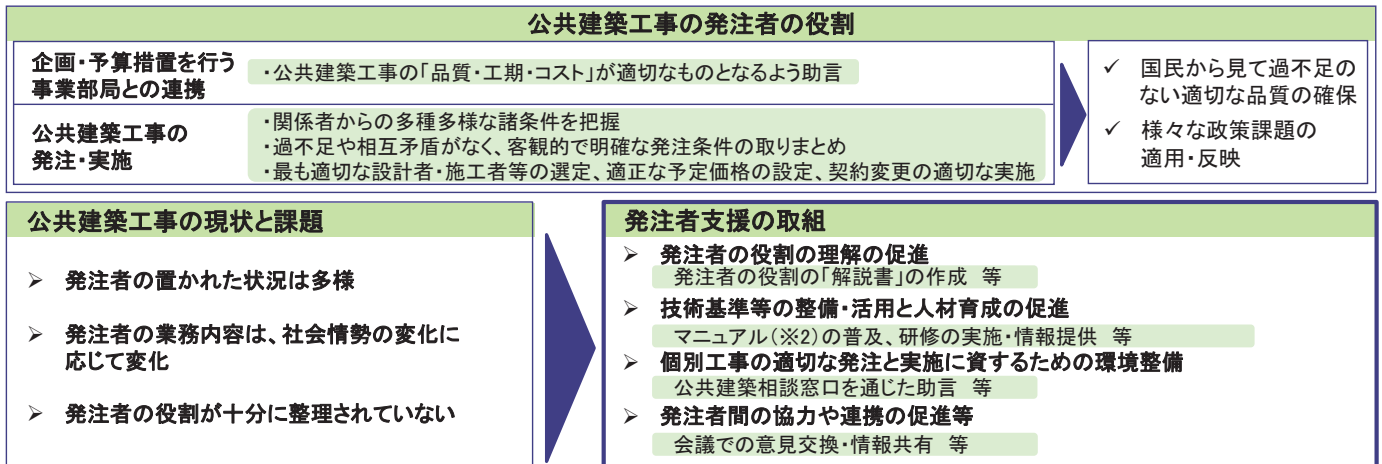 公共建築工事の発注者の役割
企画・予算措置を行う
事業部局との連携
・公共建築工事の「品質・工期・コスト」が適切なものとなるよう助言
公共建築工事の
発注・実施
・関係者からの多種多様な諸条件を把握
・過不足や相互矛盾がなく、客観的で明確な発注条件の取りまとめ
・最も適切な設計者・施工者等の選定、適正な予定価格の設定、契約変更の適切な実施
✓ 国民から見て過不足の
ない適切な品質の確保
✓ 様々な政策課題の
適用・反映
公共建築工事の現状と課題
➢ 発注者の置かれた状況は多様
➢ 発注者の業務内容は、社会情勢の変化に
応じて変化
➢ 発注者の役割が十分に整理されていない
発注者支援の取組
➢ 発注者の役割の理解の促進
発注者の役割の「解説書」の作成 等
➢ 技術基準等の整備・活用と人材育成の促進
マニュアル(※2)の普及、研修の実施・情報提供 等
➢ 個別工事の適切な発注と実施に資するための環境整備
公共建築相談窓口を通じた助言 等
➢ 発注者間の協力や連携の促進等
会議での意見交換・情報共有 等